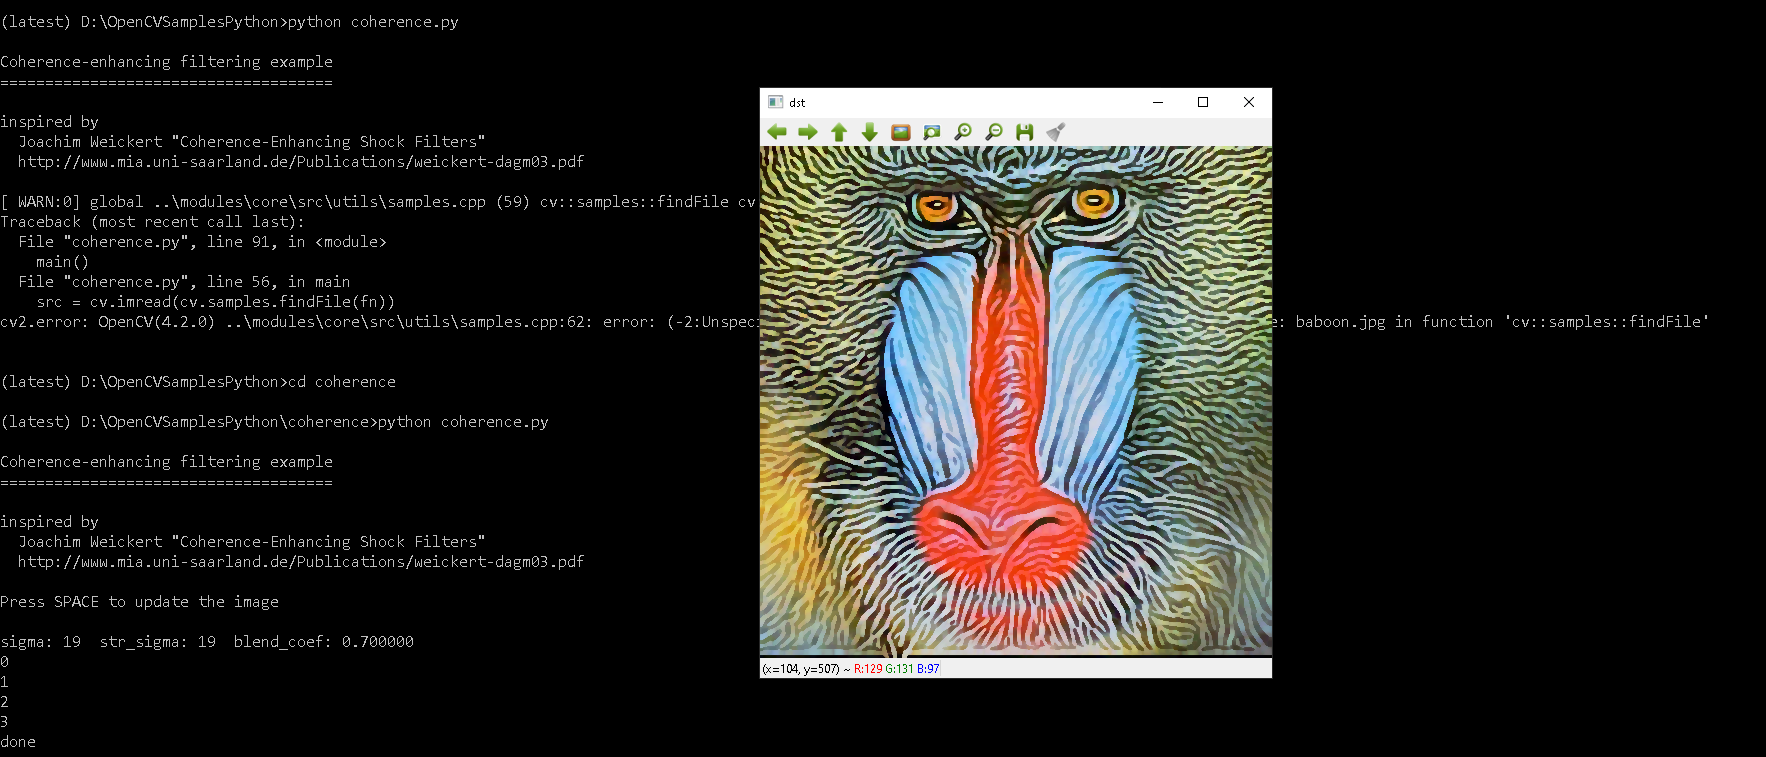 (latest) D:\OpenCVSamplesPython>python coherence.py
Coherence-enhancing filtering example
=====================================
inspired by
Joachim Weickert "Coherence-Enhancing Shock Filters"
http://www.mia.uni-saarland.de/Publications/weickert-dagm03.pdf
[ WARN:0] global ..\modules\core\src\utils\samples.cpp (59) cv::samples::findFile cv
Traceback (most recent call last):
File "coherence.py", line 91, in <module>
main()
File "coherence.py", line 56, in main
src = cv.imread(cv.samples.findFile(fn))
cv2.error: OpenCV(4.2.0) ..\modules\core\src\utils\samples.cpp:62: error: (-2:Unspec e: baboon.jpg in function 'cv::samples::findFile'
(latest) D:\OpenCVSamplesPython>cd coherence
(latest) D:\OpenCVSamplesPython\coherence>python coherence.py
Coherence-enhancing filtering example
=====================================
inspired by
Joachim Weickert "Coherence-Enhancing Shock Filters"
http://www.mia.uni-saarland.de/Publications/weickert-dagm03.pdf
Press SPACE to update the image
sigma: 19  str_sigma: 19  blend_coef: 0.700000
0
1
2
3
done
dst
(x=104, y=507) ~ R:129 G:131 B:97